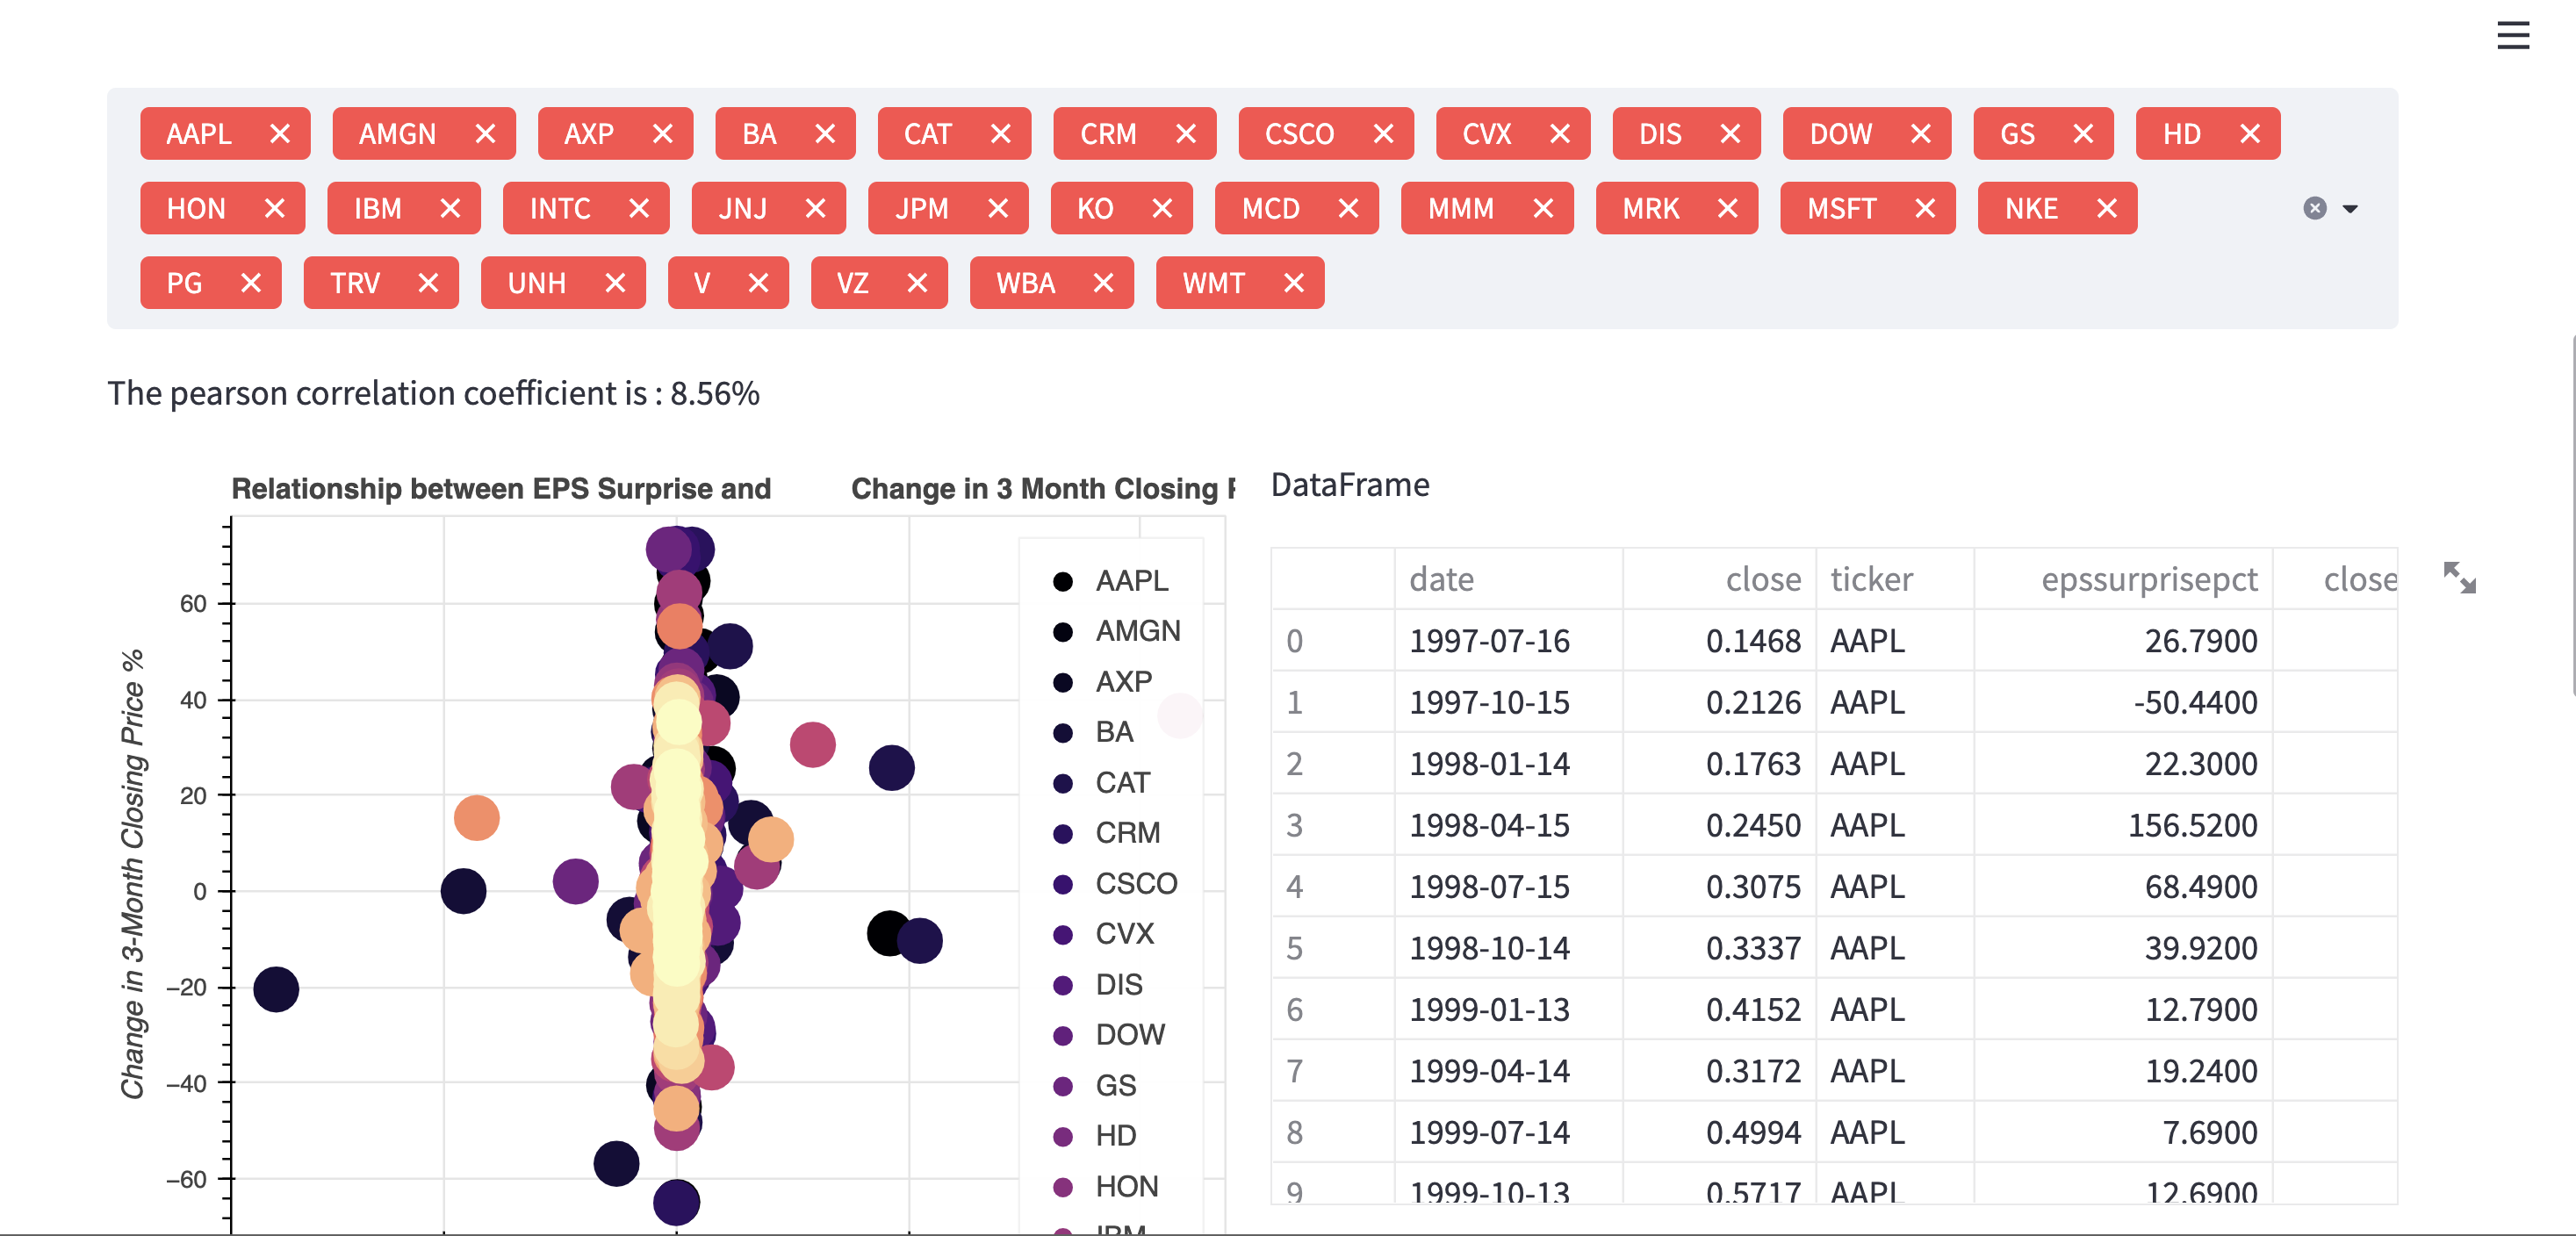 AAPL AMGN AXP BA CAT CRM CSCO CVX DIS DOW GS HD
HON IBM INTC JNJ JPM KO MCD MMM MRK MSFT NKE
PG TRV UNH V VZ WBA WMT
The pearson correlation coefficient is : 8.56%
Relationship between EPS Surprise and Change in 3 Month Closing
Change in 3-Month Closing Price %
60
40
20
0
−20
−40
−60
AAPL
AMGN
AXP
BA
CAT
CRM
CSCO
CVX
DIS
DOW
GS
HD
HON
IBM
DataFrame
date close ticker epssurprisepct close
0 1997-07-16 0.1468 AAPL 26.7900
1 1997-10-15 0.2126 AAPL -50.4400
2 1998-01-14 0.1763 AAPL 22.3000
3 1998-04-15 0.2450 AAPL 156.5200
4 1998-07-15 0.3075 AAPL 68.4900
5 1998-10-14 0.3337 AAPL 39.9200
6 1999-01-13 0.4152 AAPL 12.7900
7 1999-04-14 0.3172 AAPL 19.2400
8 1999-07-14 0.4994 AAPL 7.6900
9 1999-10-13 0.5717 AAPL 12.6900